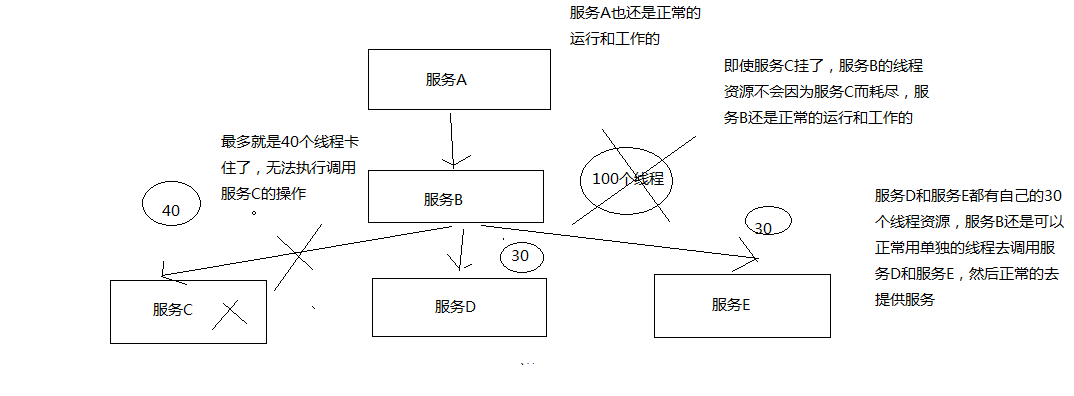 服务A也还是正常的
运行和工作的
服务A
即使服务C挂了，服务B的线程
资源不会因为服务C而耗尽，服
务B还是正常的运行和工作的
最多就是40个线程卡
住了，无法执行调用
服务C的操作
。
100个线程
40
服务B
30
30
服务D和服务E都有自己的30
个线程资源，服务B还是可以
正常用单独的线程去调用服
务D和服务E，然后正常的去
提供服务
服务C
服务D
服务E